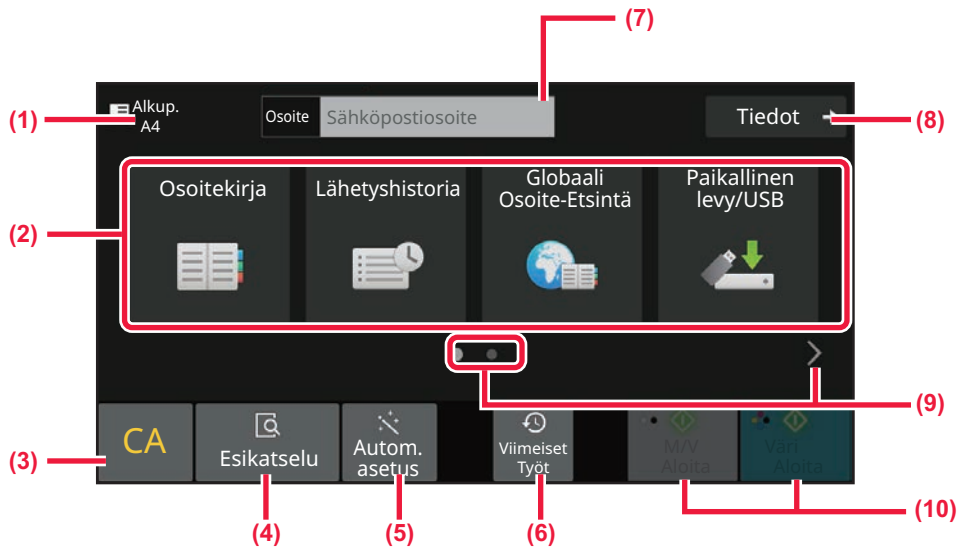 (7)
Alkup.
A4
(1)
Osoite
Sähköpostiosoite
Tiedot
(8)
Osoitekirja
Lähetyshistoria
Globaali
Osoite-Etsintä
Paikallinen
levy/USB
(2)
(9)
CA
Esikatselu
Autom.
asetus
Viimeiset
Työt
M/V
Aloita
Väri
Aloita
(3)
(4)
(5)
(6)
(10)